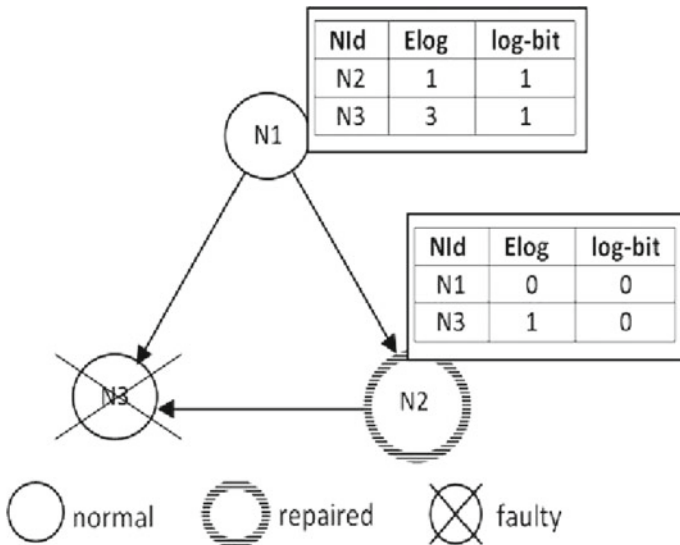 NId Elog log-bit
N2 1 1
N3 3 1
N1
NId Elog log-bit
N1 0 0
N3 1 0
N3
N2
normal repaired faulty